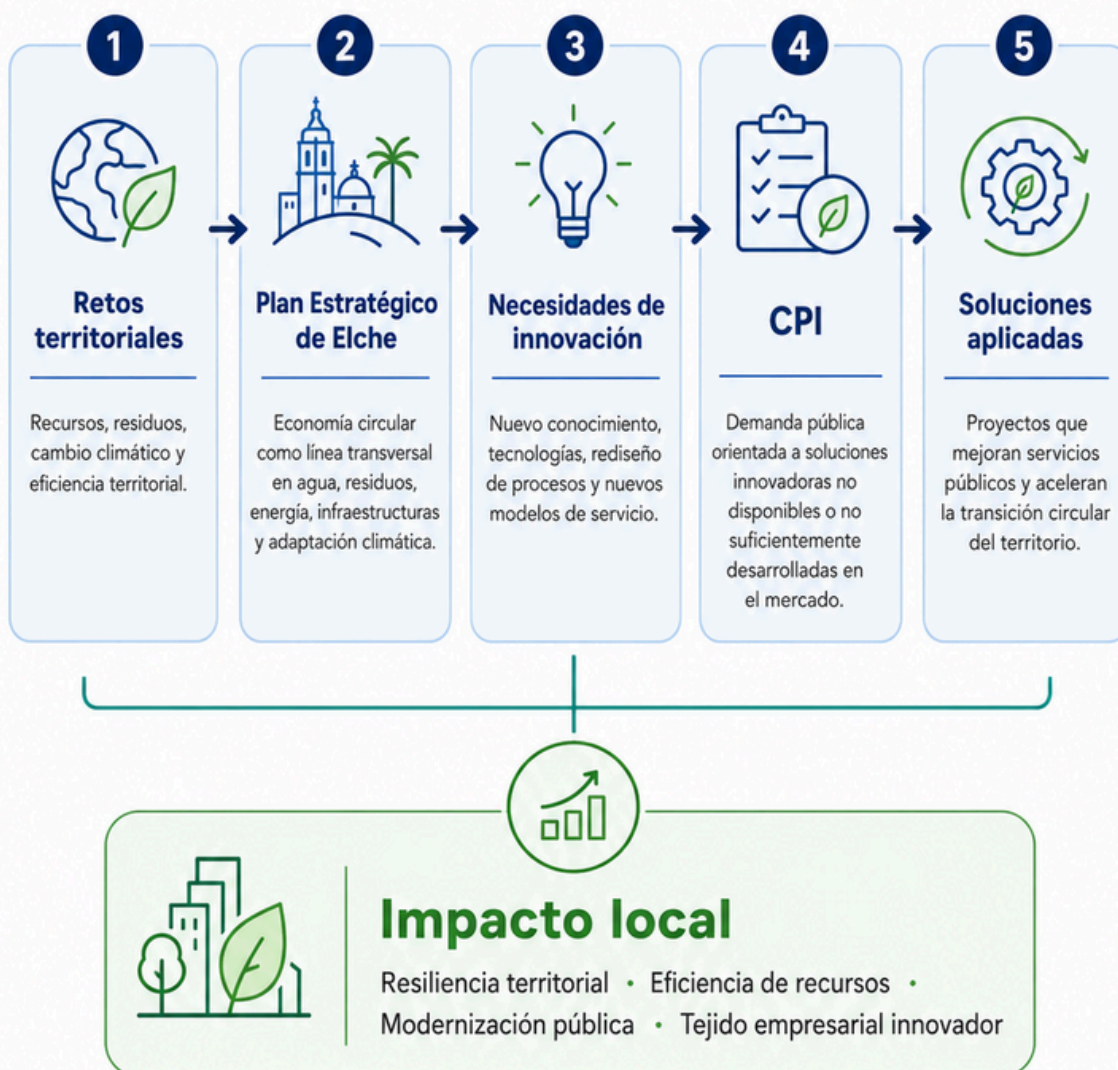 1
Retos
territoriales
Recursos, residuos,
cambio climático y
eficiencia territorial.
2
Plan Estratégico
de Elche
Economía circular
como línea transversal
en agua, residuos,
energía, infraestructuras
y adaptación climática.
3
Necesidades de
innovación
Nuevo conocimiento,
tecnologías, rediseño
de procesos y nuevos
modelos de servicio.
4
CPI
Demanda pública
orientada a soluciones
innovadoras no
disponibles o no
suficientemente
desarrolladas en
el mercado.
5
Soluciones
aplicadas
Proyectos que
mejoran servicios
públicos y aceleran
la transición circular
del territorio.
Impacto local
Resiliencia territorial • Eficiencia de recursos •
Modernización pública • Tejido empresarial innovador